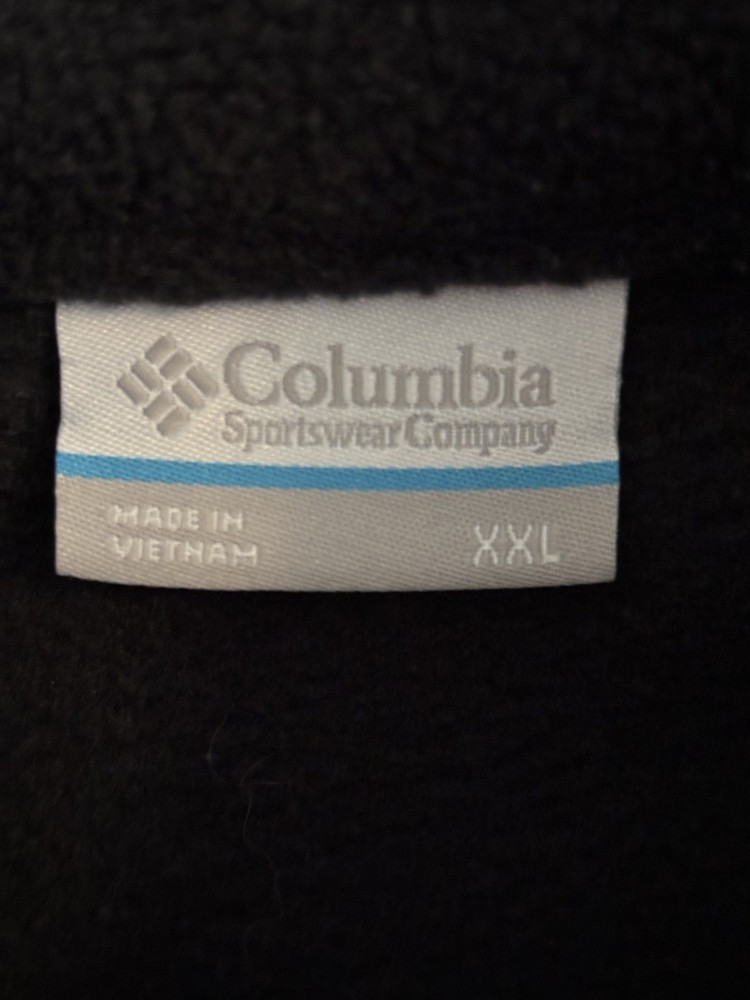 Columbia
Sportswear Company
MADE IN
VIETNAM
XXL